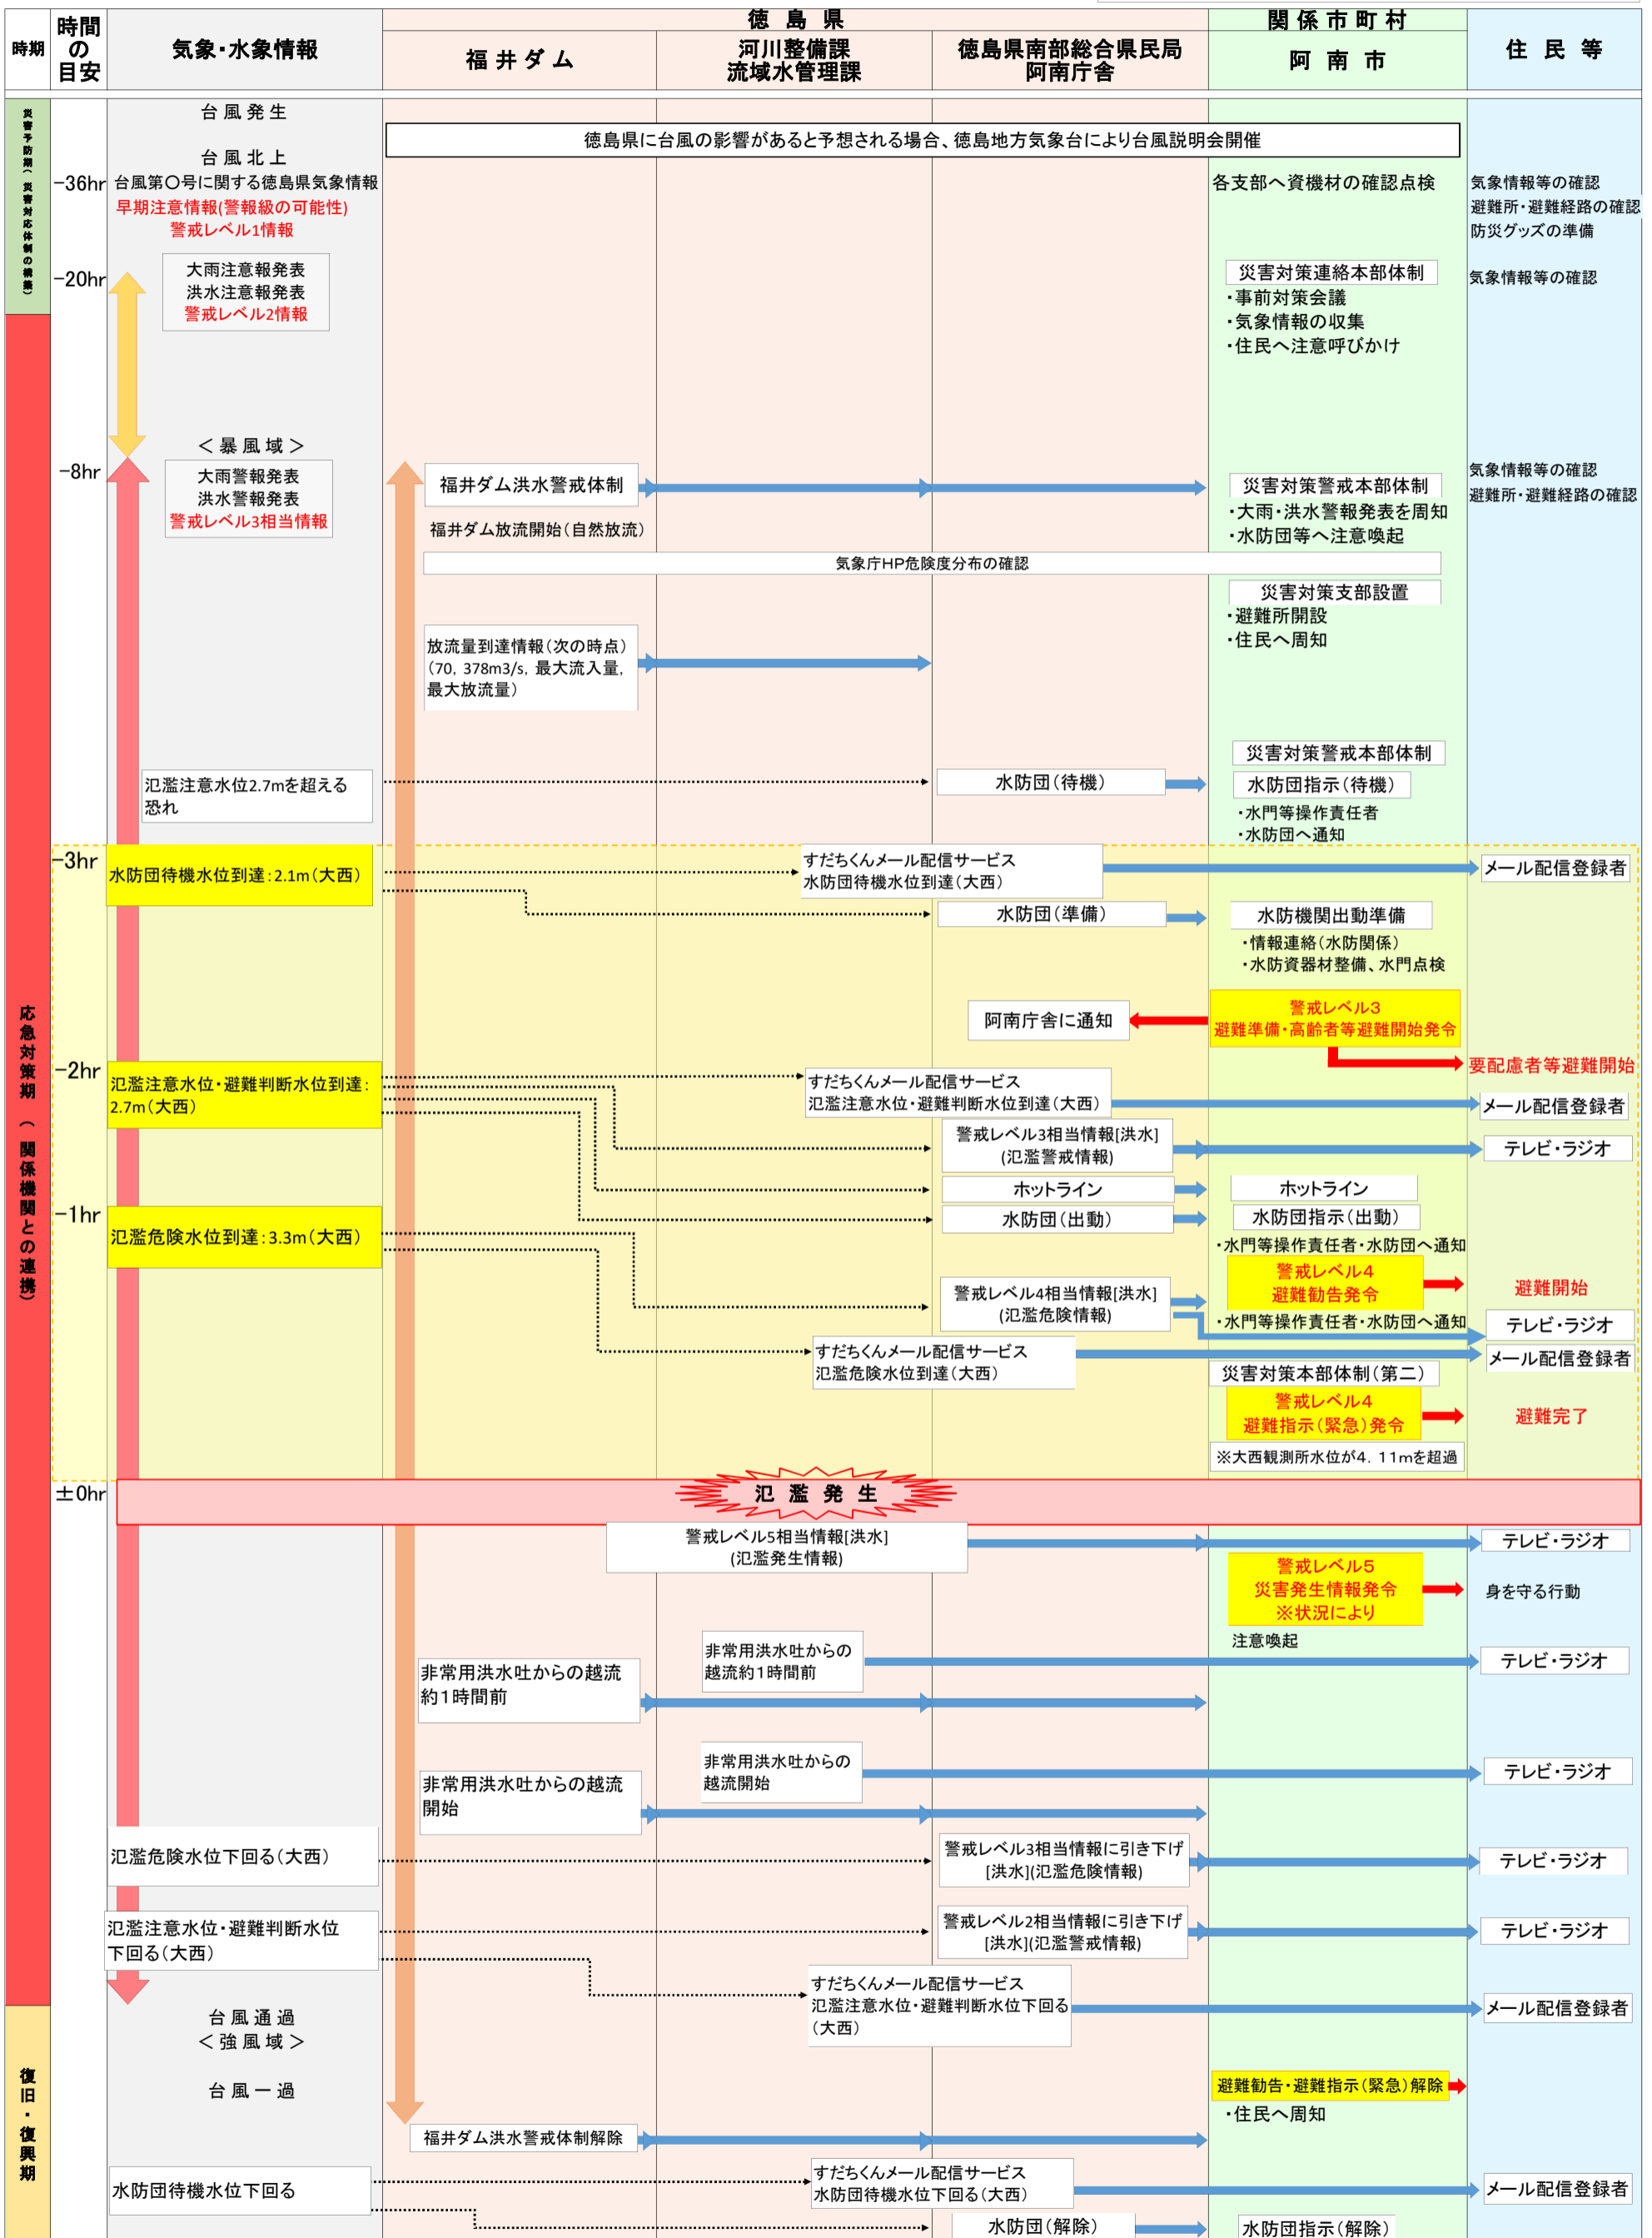 時期
時間
の
目安
気象・水象情報
徳島県
福井ダム
河川整備課
流域水管理課
徳島県南部総合県民局
阿南庁舎
関係市町村
阿南市
住民等
災害予防期（災害対応体制の構築）
台風発生
徳島県に台風の影響があると予想される場合、徳島地方気象台により台風説明会開催
台風北上
-36hr
台風第〇号に関する徳島県気象情報
早期注意情報(警報級の可能性)
警戒レベル1情報
各支部へ資機材の確認点検
気象情報等の確認
避難所・避難経路の確認
防災グッズの準備
-20hr
大雨注意報発表
洪水注意報発表
警戒レベル2情報
災害対策連絡本部体制
・事前対策会議
・気象情報の収集
・住民へ注意呼びかけ
気象情報等の確認
応急対策期（関係機関との連携）
＜暴風域＞
-8hr
大雨警報発表
洪水警報発表
警戒レベル3相当情報
福井ダム洪水警戒体制
福井ダム放流開始（自然放流）
災害対策警戒本部体制
・大雨・洪水警報発表を周知
・水防団等へ注意喚起
気象情報等の確認
避難所・避難経路の確認
気象庁HP危険度分布の確認
災害対策支部設置
・避難所開設
・住民へ周知
放流量到達情報（次の時点）
（70，378m3/s，最大流入量，
最大放流量）
災害対策警戒本部体制
氾濫注意水位2.7mを超える
恐れ
水防団（待機）
水防団指示（待機）
・水門等操作責任者
・水防団へ通知
-3hr
水防団待機水位到達：2.1m（大西）
すだちくんメール配信サービス
水防団待機水位到達（大西）
メール配信登録者
水防団（準備）
水防機関出動準備
・情報連絡（水防関係）
・水防資器材整備、水門点検
阿南庁舎に通知
警戒レベル3
避難準備・高齢者等避難開始発令
要配慮者等避難開始
-2hr
氾濫注意水位・避難判断水位到達：
2.7m（大西）
すだちくんメール配信サービス
氾濫注意水位・避難判断水位到達（大西）
メール配信登録者
警戒レベル3相当情報[洪水]
(氾濫警戒情報)
テレビ・ラジオ
ホットライン
ホットライン
水防団（出動）
水防団指示（出動）
・水門等操作責任者・水防団へ通知
-1hr
氾濫危険水位到達：3.3m（大西）
警戒レベル4
避難勧告発令
避難開始
警戒レベル4相当情報[洪水]
(氾濫危険情報)
・水門等操作責任者・水防団へ通知
テレビ・ラジオ
すだちくんメール配信サービス
氾濫危険水位到達（大西）
メール配信登録者
災害対策本部体制（第二）
警戒レベル4
避難指示（緊急）発令
避難完了
※大西観測所水位が4．11mを超過
±0hr
氾濫発生
警戒レベル5相当情報[洪水]
(氾濫発生情報)
テレビ・ラジオ
警戒レベル5
災害発生情報発令
※状況により
身を守る行動
注意喚起
非常用洪水吐からの越流
約1時間前
非常用洪水吐からの
越流約1時間前
テレビ・ラジオ
非常用洪水吐からの越流
開始
非常用洪水吐からの
越流開始
テレビ・ラジオ
氾濫危険水位下回る（大西）
警戒レベル3相当情報に引き下げ
[洪水](氾濫危険情報)
テレビ・ラジオ
氾濫注意水位・避難判断水位
下回る（大西）
警戒レベル2相当情報に引き下げ
[洪水](氾濫警戒情報)
テレビ・ラジオ
すだちくんメール配信サービス
氾濫注意水位・避難判断水位下回る
（大西）
メール配信登録者
復旧・復興期
台風通過
＜強風域＞
台風一過
避難勧告・避難指示（緊急）解除
・住民へ周知
福井ダム洪水警戒体制解除
水防団待機水位下回る
すだちくんメール配信サービス
水防団待機水位下回る（大西）
メール配信登録者
水防団（解除）
水防団指示（解除）